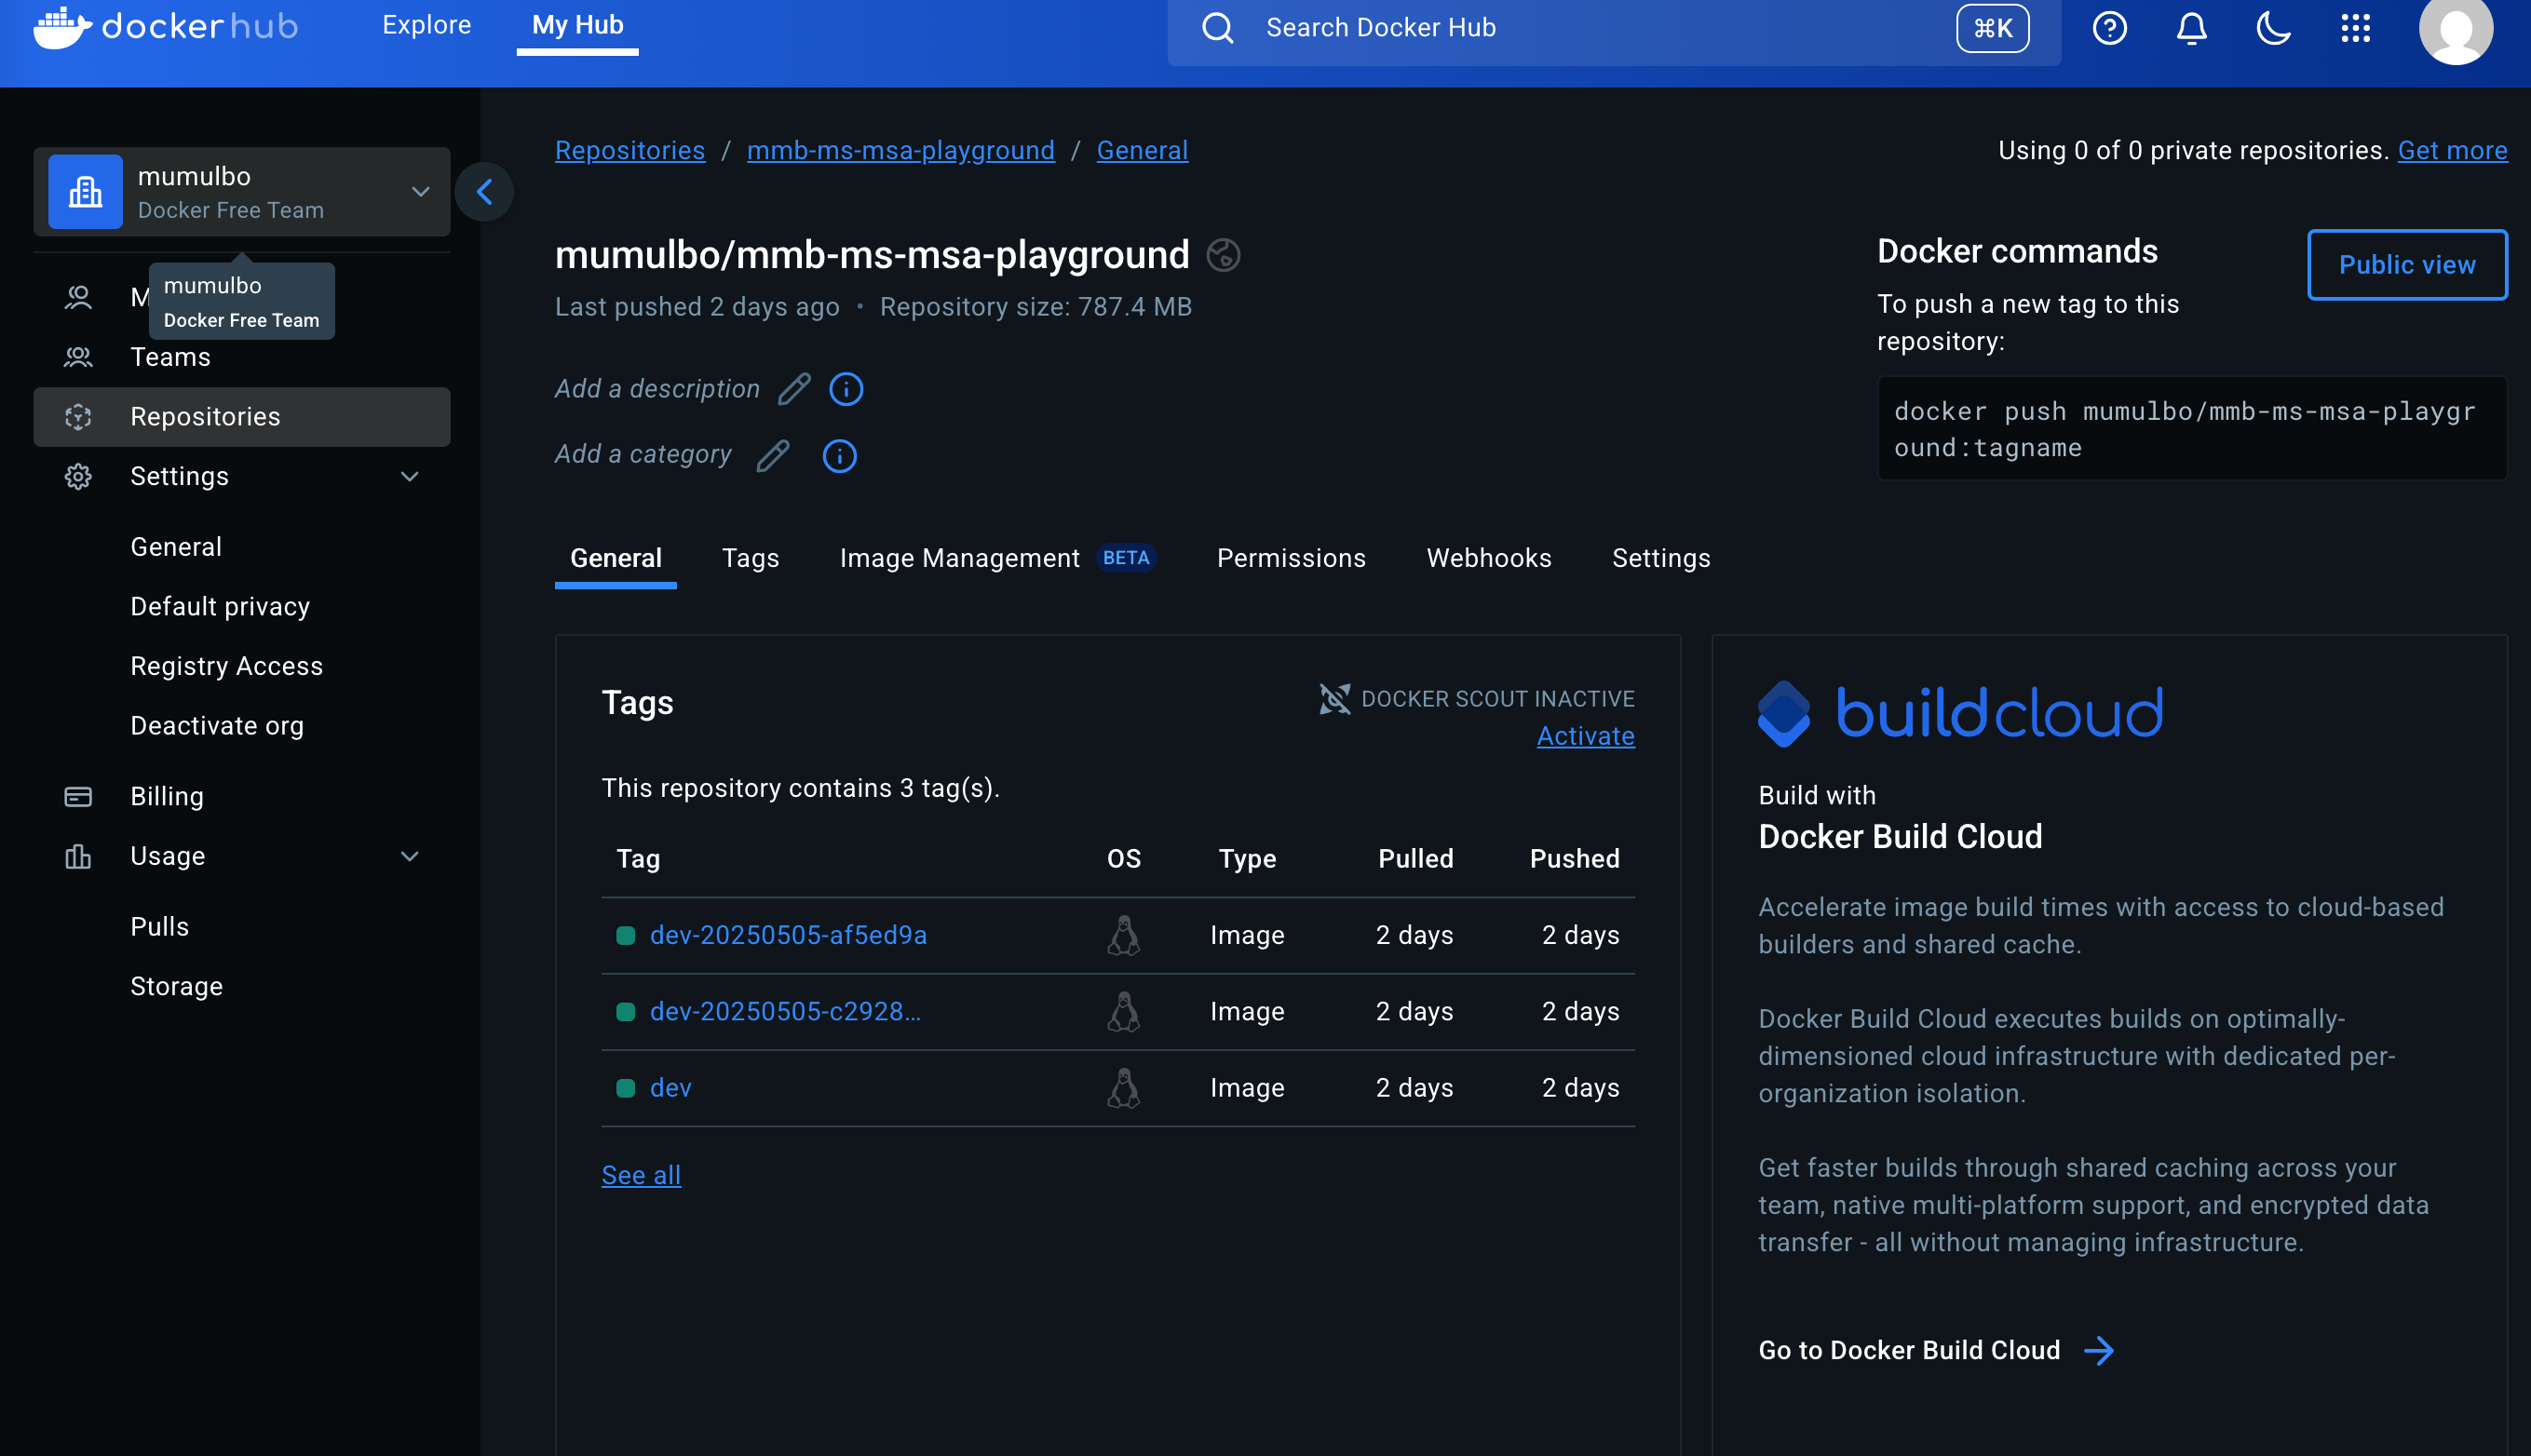 dockerhub
Explore
My Hub
Search Docker Hub
⌘K
mumulbo
Docker Free Team
mumulbo
Docker Free Team
M
Teams
Repositories
Settings
General
Default privacy
Registry Access
Deactivate org
Billing
Usage
Pulls
Storage
Repositories / mmb-ms-msa-playground / General
Using 0 of 0 private repositories. Get more
mumulbo/mmb-ms-msa-playground
Last pushed 2 days ago • Repository size: 787.4 MB
Add a description
Add a category
Docker commands
Public view
To push a new tag to this
repository:
docker push mumulbo/mmb-ms-msa-playgr
ound:tagname
General
Tags
Image Management BETA
Permissions
Webhooks
Settings
Tags
DOCKER SCOUT INACTIVE
Activate
This repository contains 3 tag(s).
Tag OS Type Pulled Pushed
dev-20250505-af5ed9a Image 2 days 2 days
dev-20250505-c2928... Image 2 days 2 days
dev Image 2 days 2 days
See all
buildcloud
Build with
Docker Build Cloud
Accelerate image build times with access to cloud-based
builders and shared cache.
Docker Build Cloud executes builds on optimally-
dimensioned cloud infrastructure with dedicated per-
organization isolation.
Get faster builds through shared caching across your
team, native multi-platform support, and encrypted data
transfer - all without managing infrastructure.
Go to Docker Build Cloud